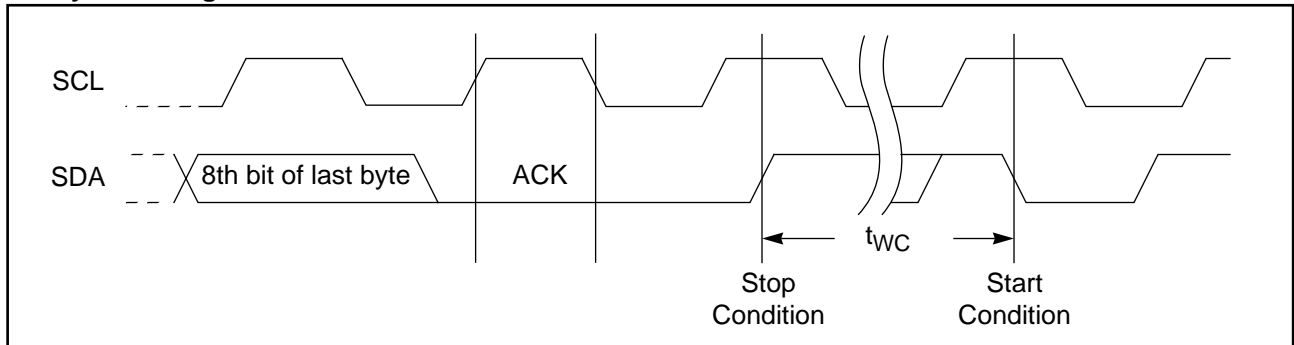 SCL
SDA
8th bit of last byte
ACK
tWC
Stop
Condition
Start
Condition